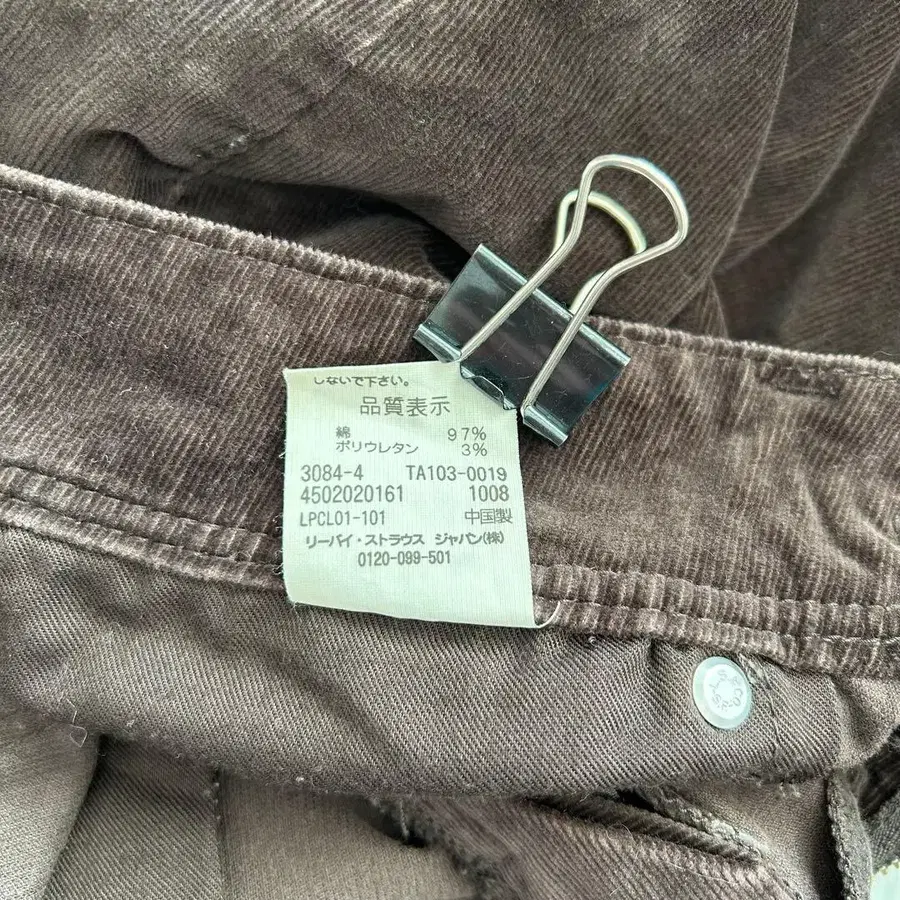 しないで下さい。
品質表示
綿 97%
ポリウレタン 3%
3084-4 TA103-0019
4502020161 1008
LPCL01-101 中国製
リーバイ・ストラウス ジャパン(株)
0120-099-501